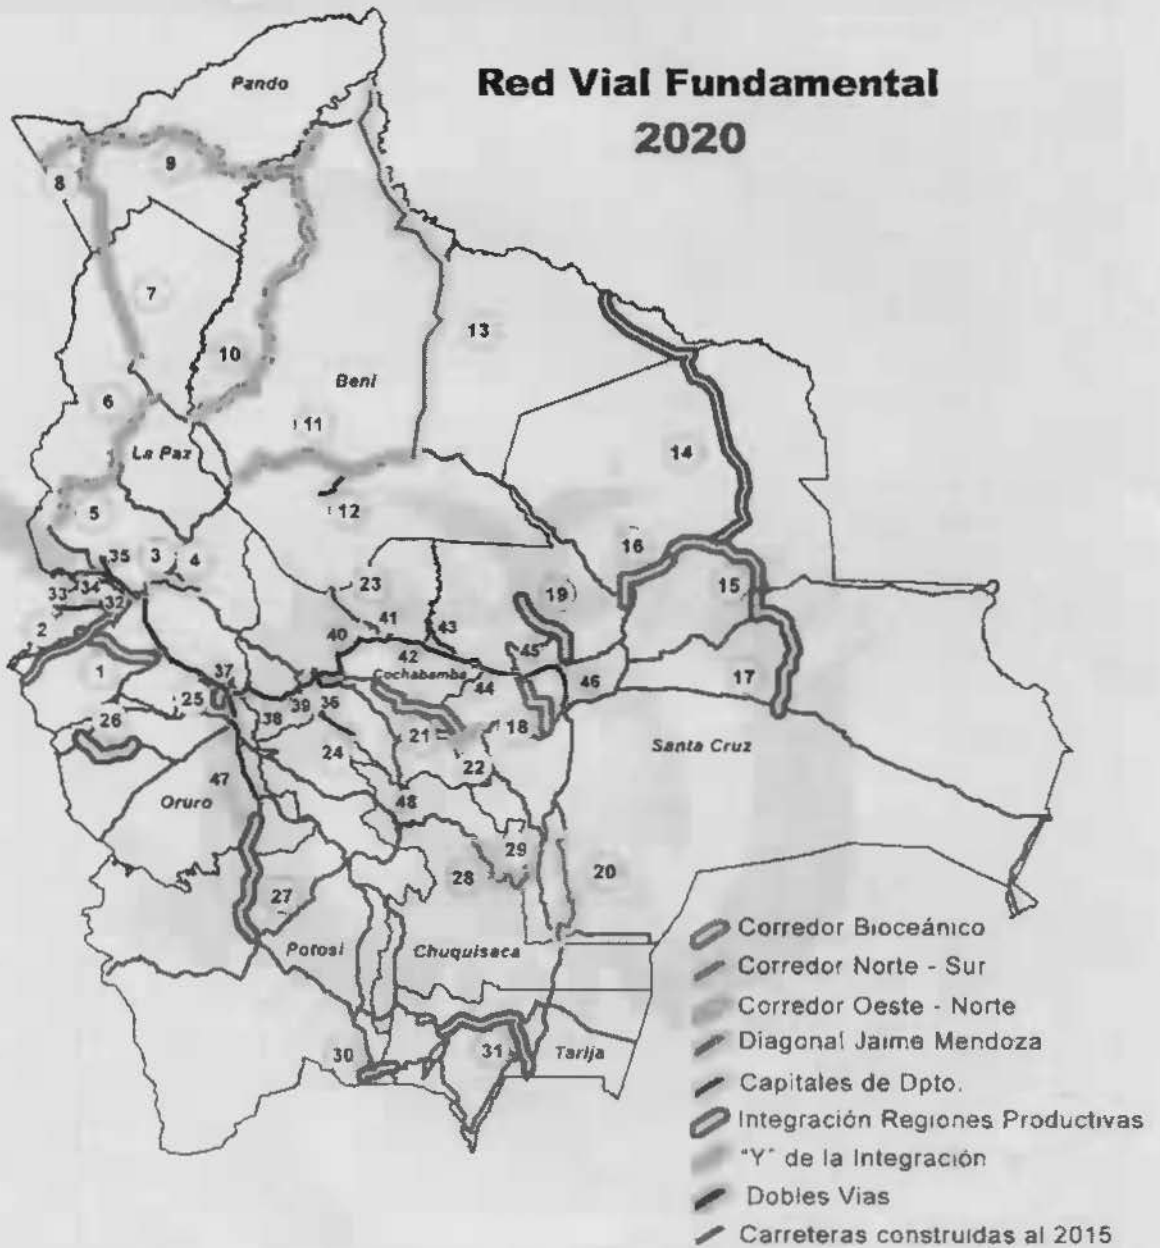 Red Vial Fundamental
2020
Pando
9
8
7
10
13
Beni
6
11
La Paz
14
5
12
35
3
4
16
33
34
32
23
19
15
2
40
41
43
42
45
1
37
Cochabamba
44
46
17
25
39
36
26
38
21
18
24
22
Santa Cruz
47
Oruro
48
29
28
20
27
Potosi
Chuquisaca
30
31
Tarija
Corredor Bioceánico
Corredor Norte - Sur
Corredor Oeste - Norte
Diagonal Jaime Mendoza
Capitales de Dpto.
Integración Regiones Productivas
"Y" de la Integración
Dobles Vias
Carreteras construidas al 2015